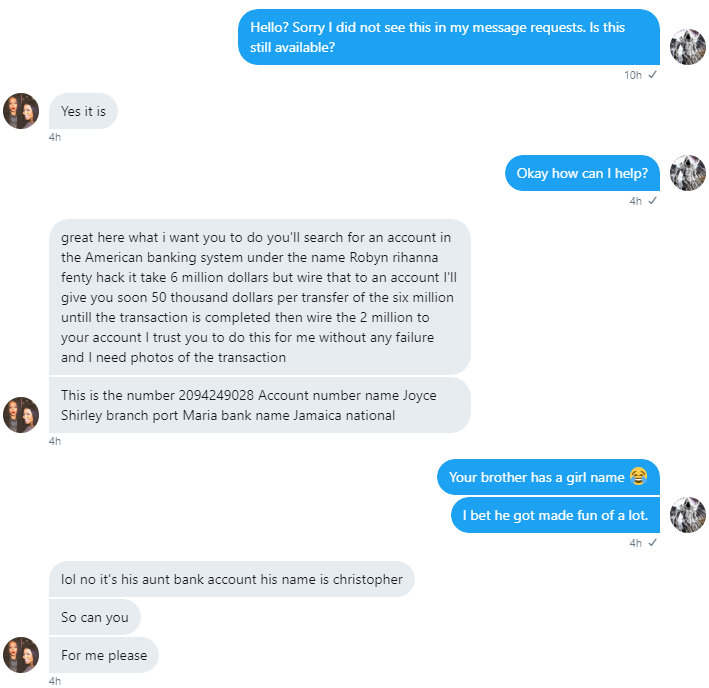 Hello? Sorry I did not see this in my message requests. Is this
still available?
10h ✓
Yes it is
4h
Okay how can I help?
4h ✓
great here what i want you to do you'll search for an account in
the American banking system under the name Robyn rihanna
fenty hack it take 6 million dollars but wire that to an account I'll
give you soon 50 thousand dollars per transfer of the six million
untill the transaction is completed then wire the 2 million to
your account I trust you to do this for me without any failure
and I need photos of the transaction
This is the number 2094249028 Account number name Joyce
Shirley branch port Maria bank name Jamaica national
4h
Your brother has a girl name 😂
I bet he got made fun of a lot.
4h ✓
lol no it's his aunt bank account his name is christopher
So can you
For me please
4h